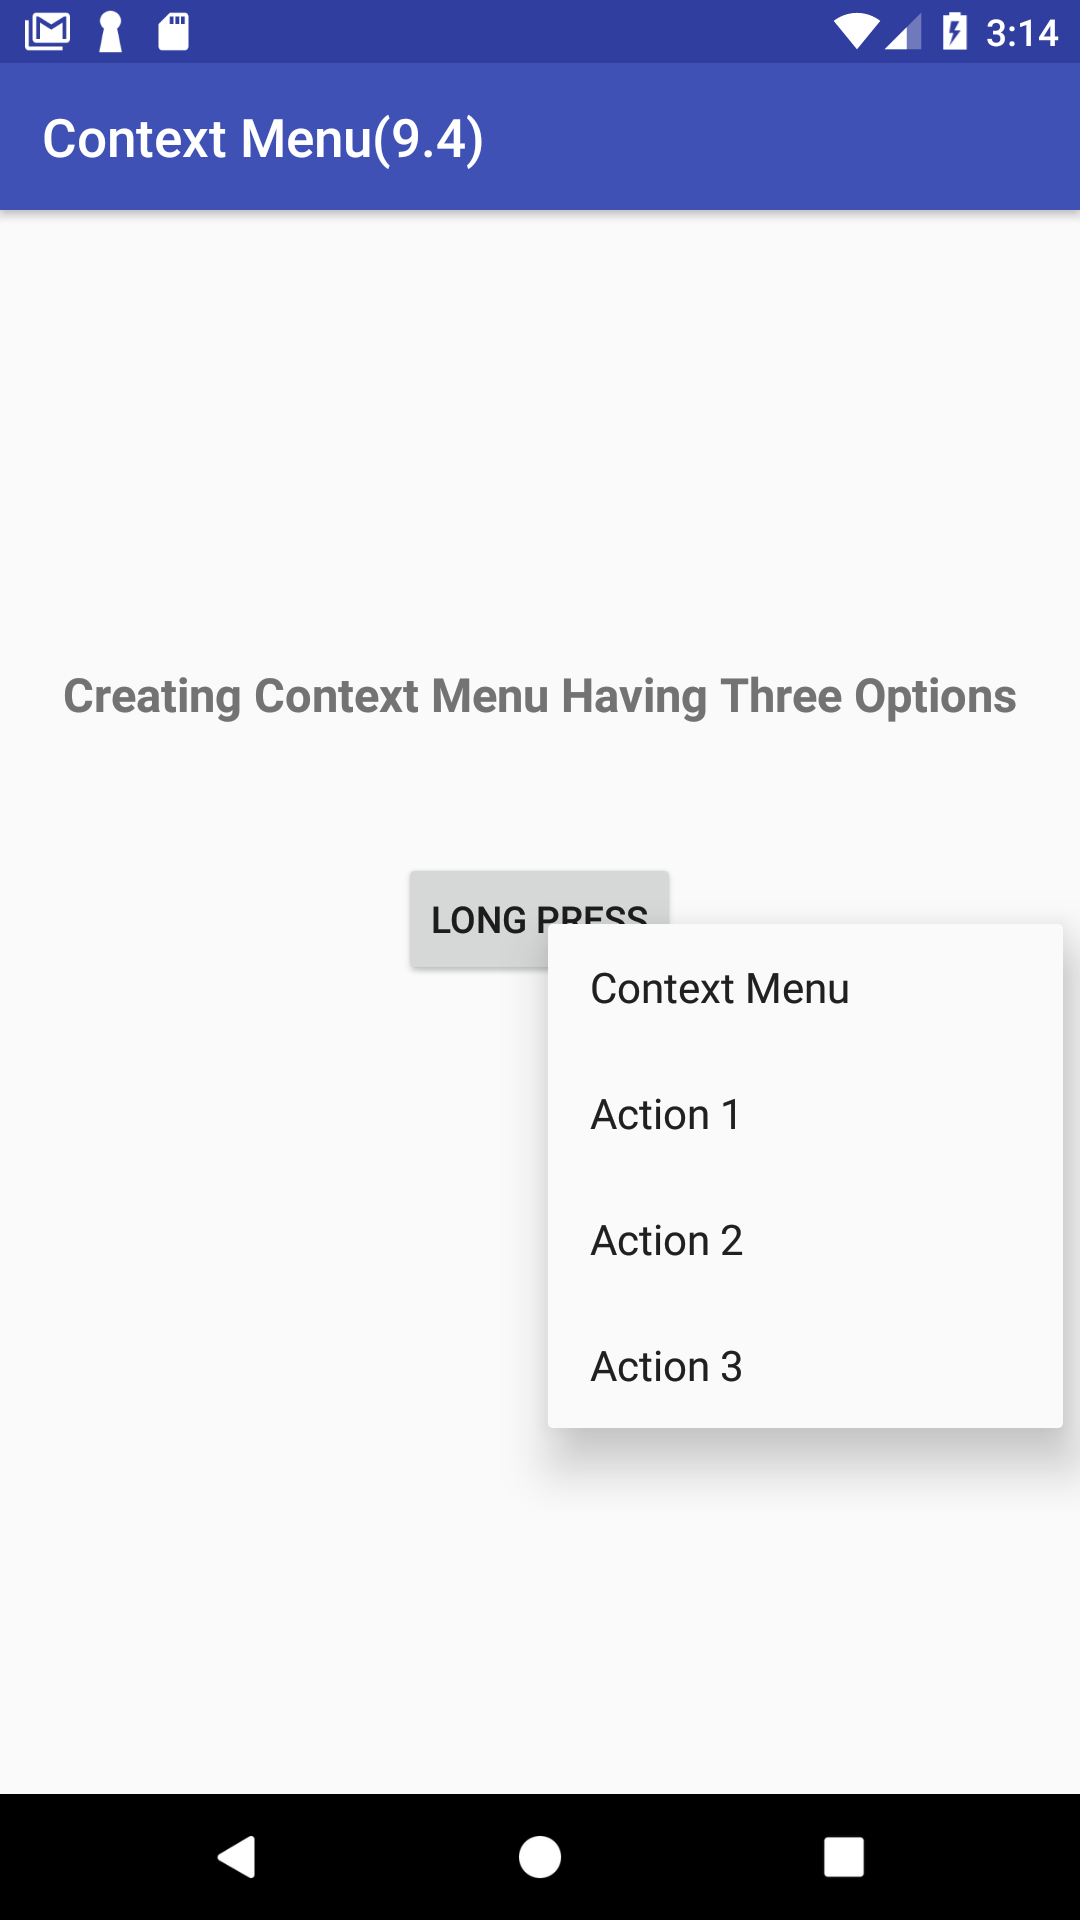 3:14
Context Menu(9.4)
Creating Context Menu Having Three Options
LONG PRESS
Context Menu
Action 1
Action 2
Action 3